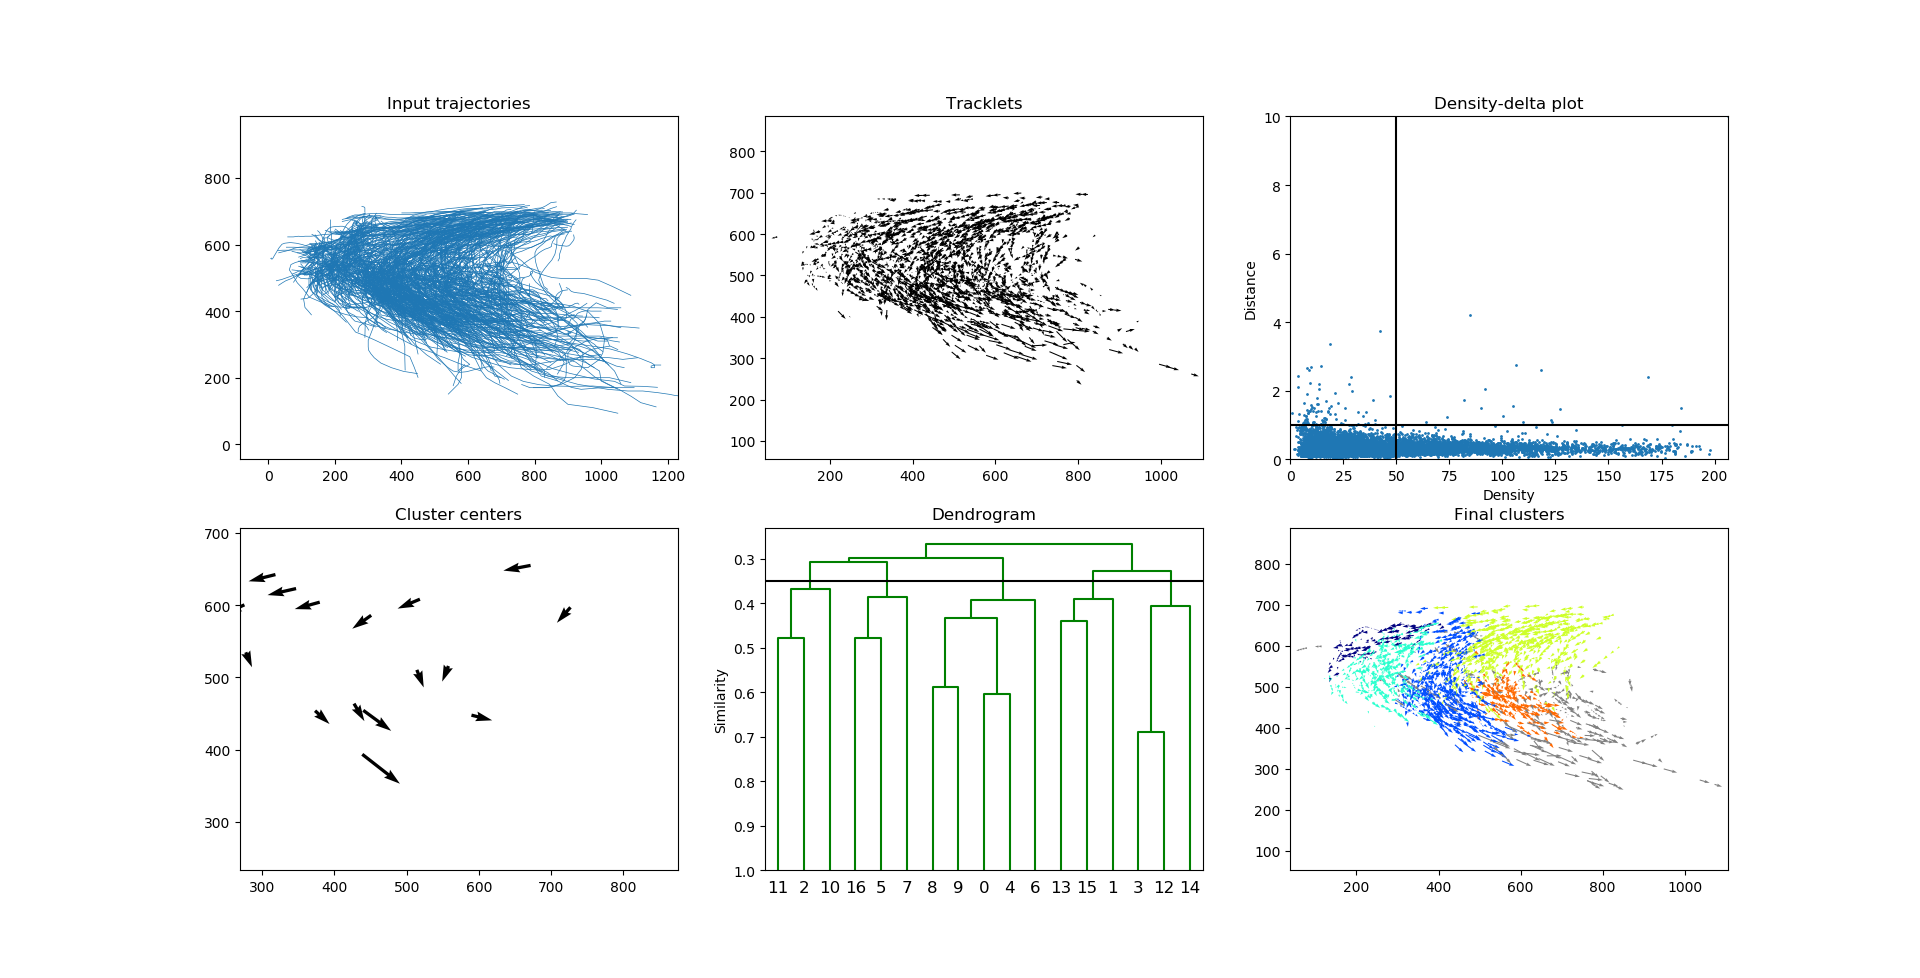 Input trajectories
800
600
400
200
0
0 200 400 600 800 1000 1200
Tracklets
800
700
600
500
400
300
200
100
200 400 600 800 1000
Density-delta plot
10
8
6
4
2
0
Distance
0 25 50 75 100 125 150 175 200
Density
Cluster centers
700
600
500
400
300
300 400 500 600 700 800
Dendrogram
0.3
0.4
0.5
0.6
0.7
0.8
0.9
1.0
Similarity
11 2 10 16 5 7 8 9 0 4 6 13 15 1 3 12 14
Final clusters
800
700
600
500
400
300
200
100
200 400 600 800 1000